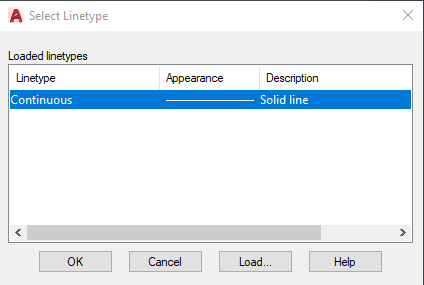 Select Linetype
Loaded linetypes
Linetype Appearance Description
Continuous Solid line
OK Cancel Load... Help